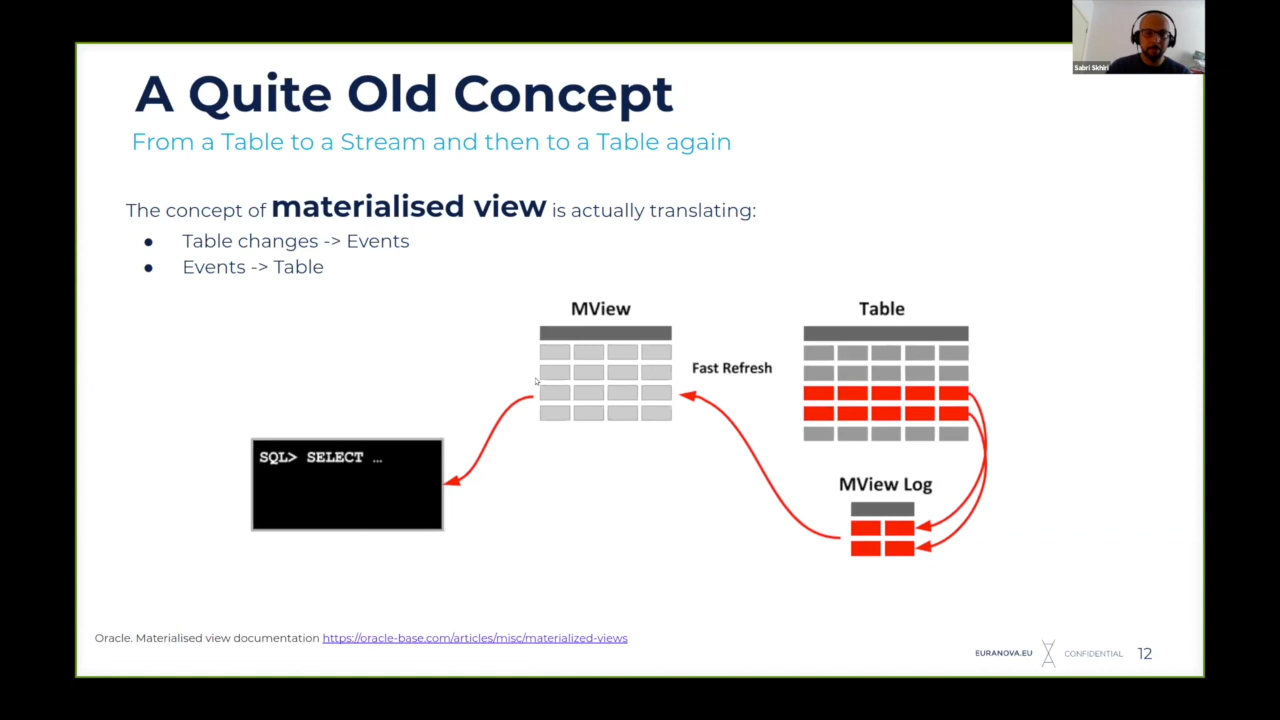 Sabri Skhiri
A Quite Old Concept
From a Table to a Stream and then to a Table again
The concept of materialised view is actually translating:
● Table changes -> Events
● Events -> Table
MView
Table
Fast Refresh
SQL> SELECT …
MView Log
Oracle. Materialised view documentation https://oracle-base.com/articles/misc/materialized-views
EURANOVA.EU CONFIDENTIAL 12